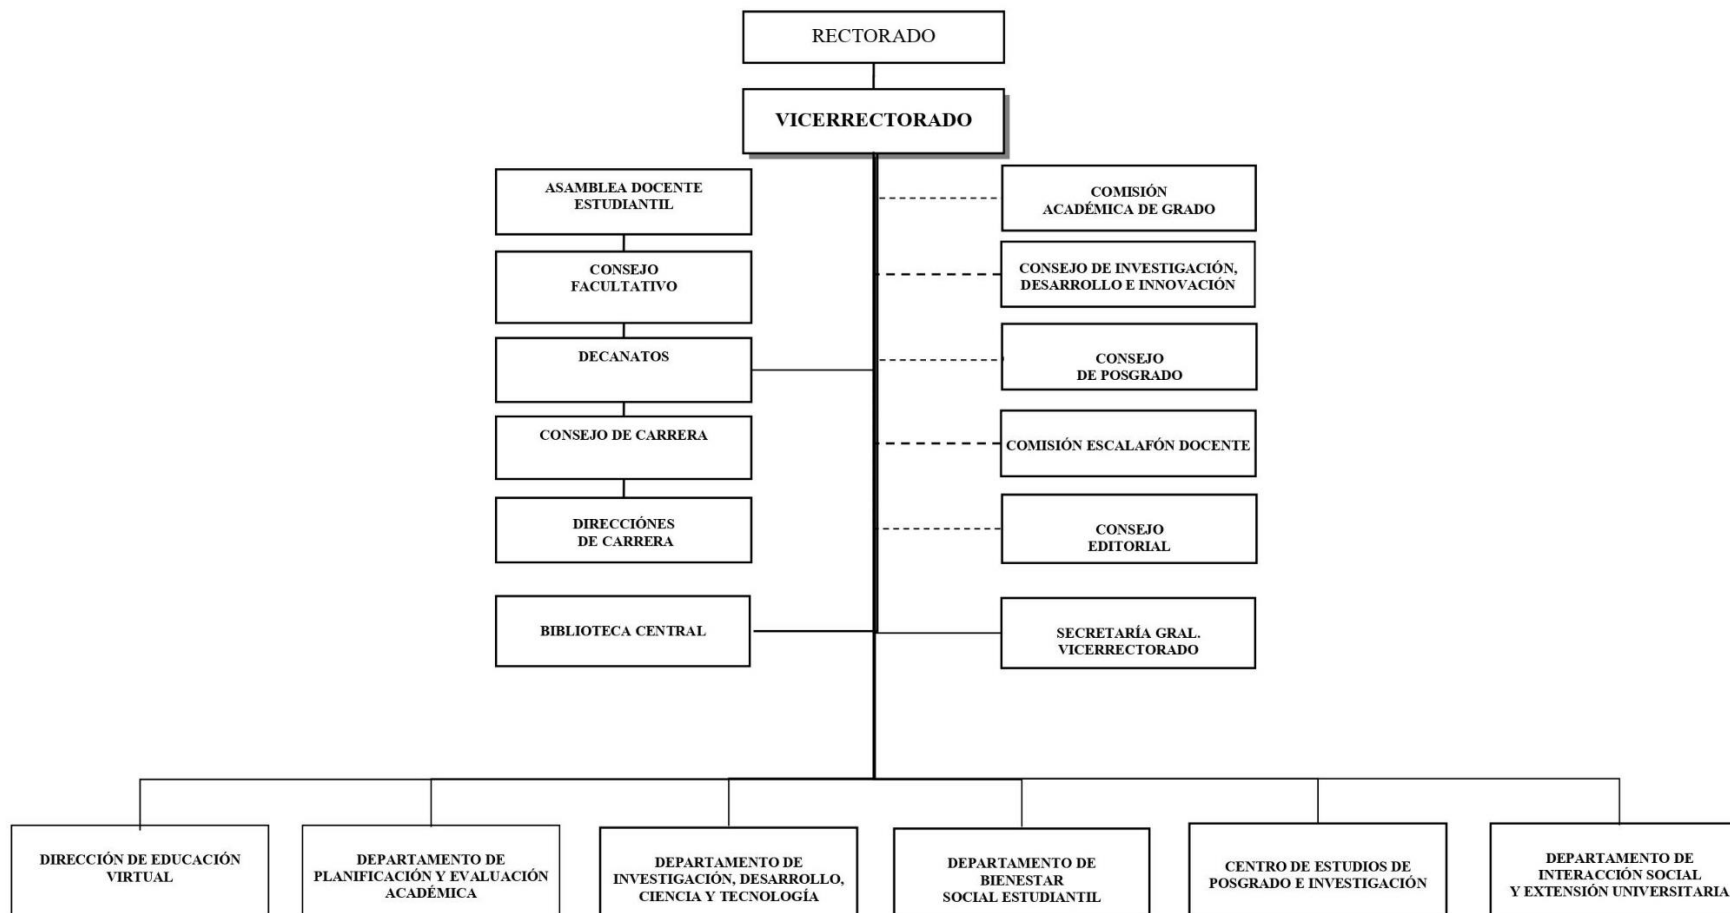 RECTORADO
VICERRECTORADO
ASAMBLEA DOCENTE
ESTUDIANTIL
CONSEJO
FACULTATIVO
DECANATOS
CONSEJO DE CARRERA
DIRECCIÓNES
DE CARRERA
BIBLIOTECA CENTRAL
COMISIÓN
ACADÉMICA DE GRADO
CONSEJO DE INVESTIGACIÓN,
DESARROLLO E INNOVACIÓN
CONSEJO
DE POSGRADO
COMISIÓN ESCALAFÓN DOCENTE
CONSEJO
EDITORIAL
SECRETARÍA GRAL.
VICERRECTORADO
DIRECCIÓN DE EDUCACIÓN
VIRTUAL
DEPARTAMENTO DE
PLANIFICACIÓN Y EVALUACIÓN
ACADÉMICA
DEPARTAMENTO DE
INVESTIGACIÓN, DESARROLLO,
CIENCIA Y TECNOLOGÍA
DEPARTAMENTO DE
BIENESTAR
SOCIAL ESTUDIANTIL
CENTRO DE ESTUDIOS DE
POSGRADO E INVESTIGACIÓN
DEPARTAMENTO DE
INTERACCIÓN SOCIAL
Y EXTENSIÓN UNIVERSITARIA